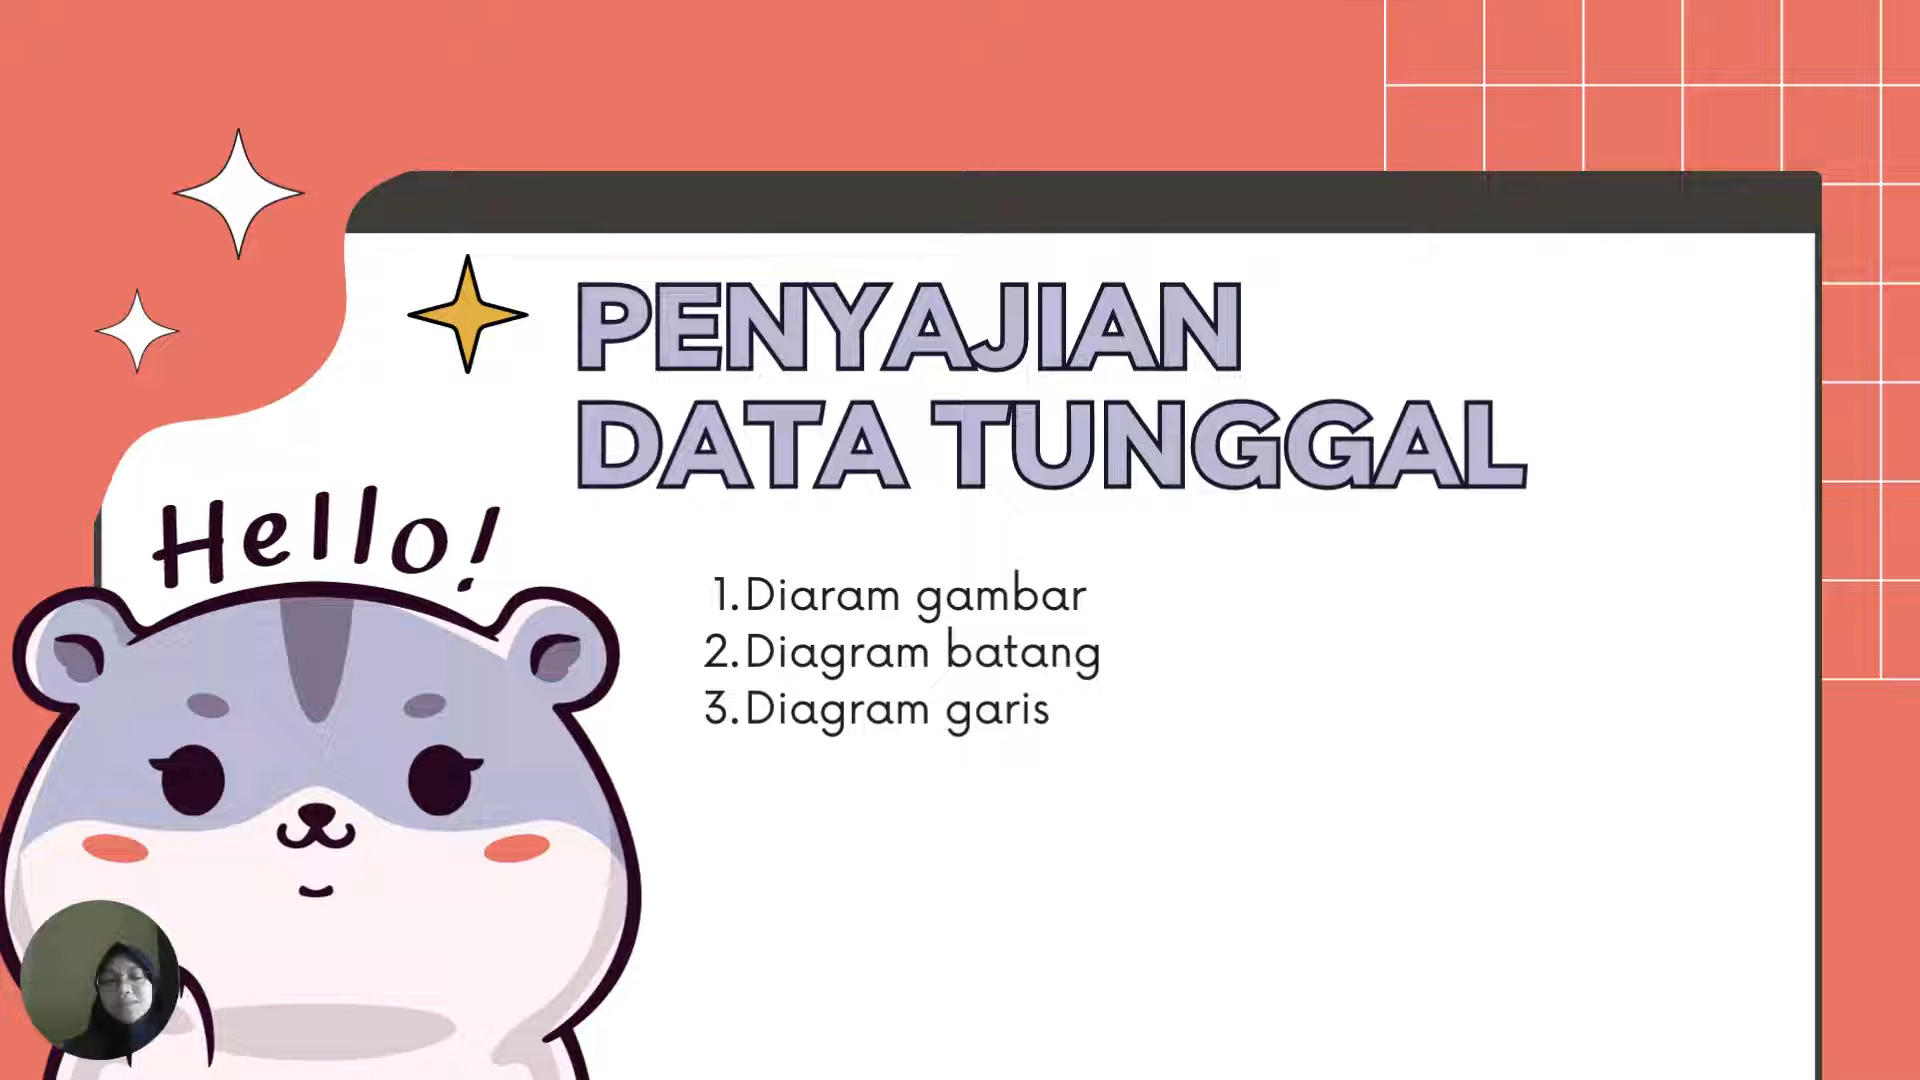 PENYAJIAN
DATA TUNGGAL
Hello!
1.Diaram gambar
2.Diagram batang
3.Diagram garis